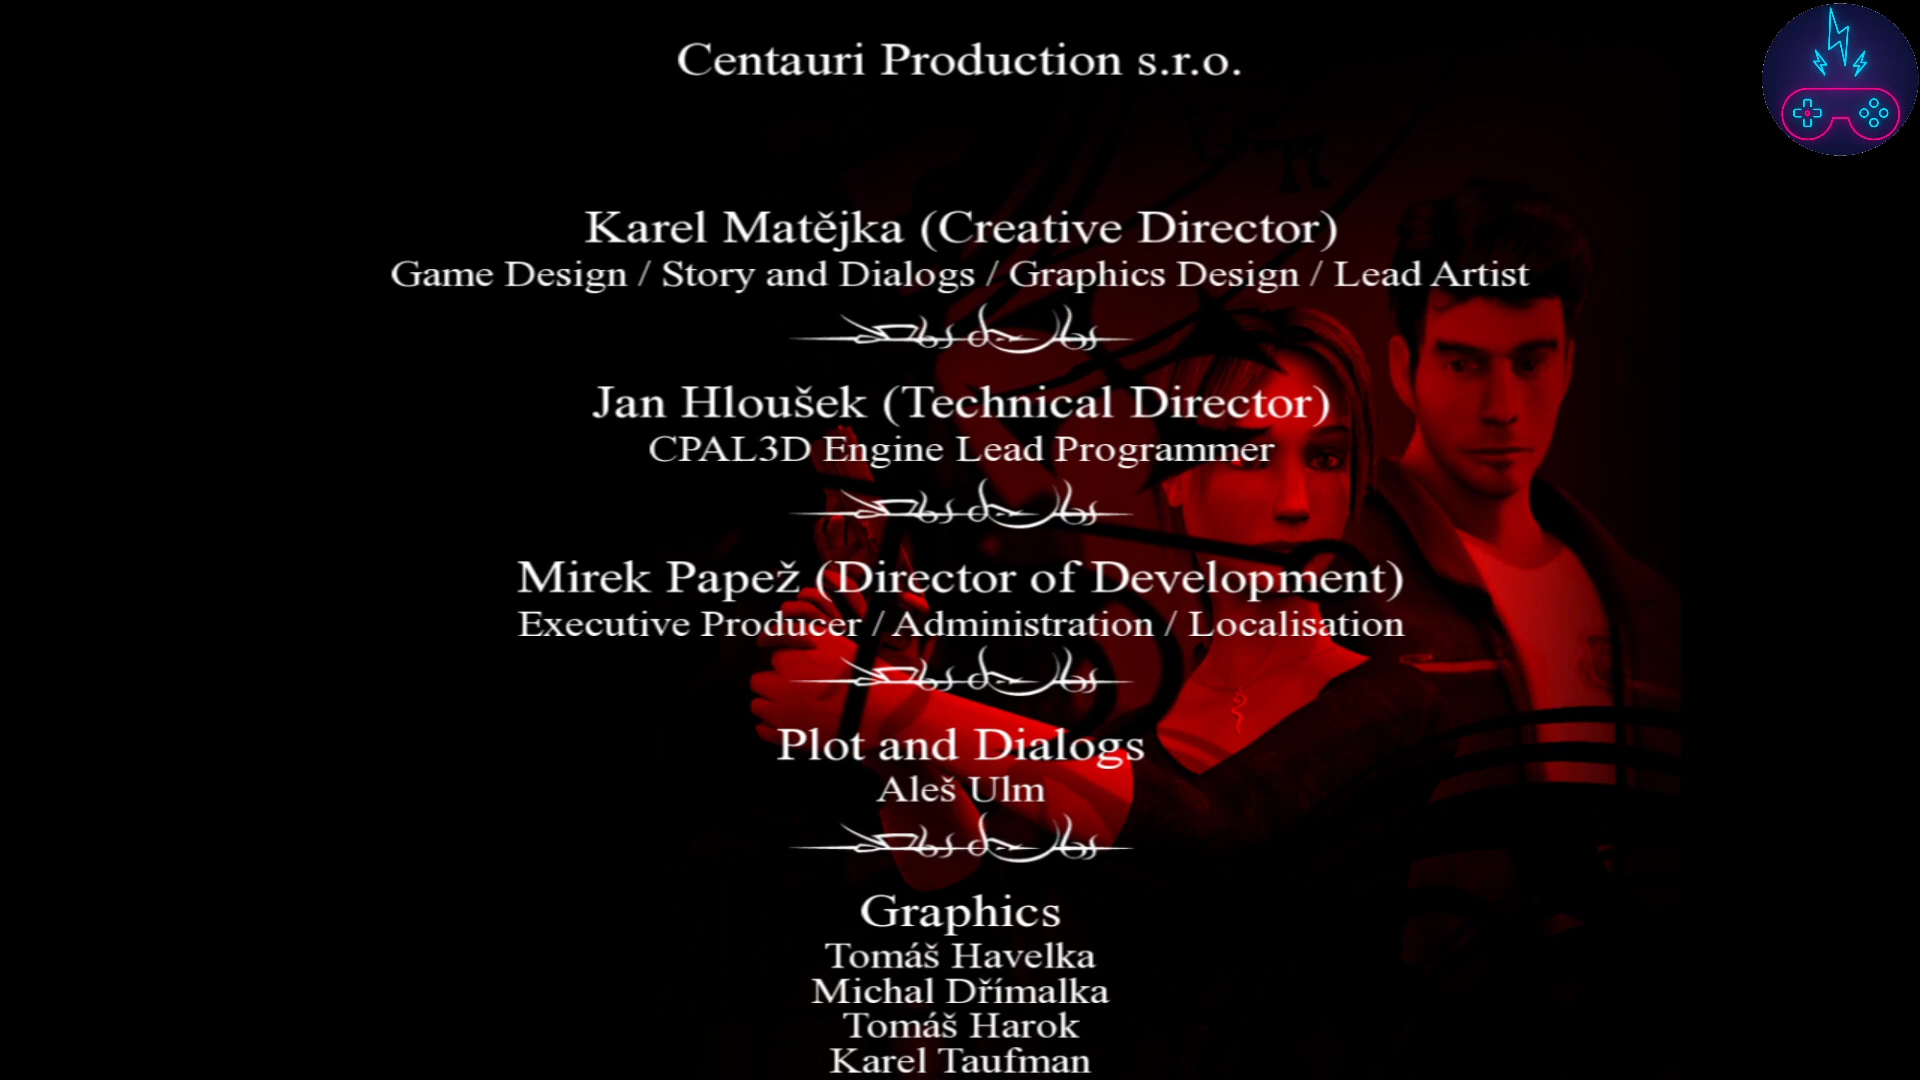 Centauri Production s.r.o.
Karel Matějka (Creative Director)
Game Design / Story and Dialogs / Graphics Design / Lead Artist
Jan Hloušek (Technical Director)
CPAL3D Engine Lead Programmer
Mirek Papež (Director of Development)
Executive Producer / Administration / Localisation
Plot and Dialogs
Aleš Ulm
Graphics
Tomáš Havelka
Michal Dřímalka
Tomáš Harok
Karel Taufman